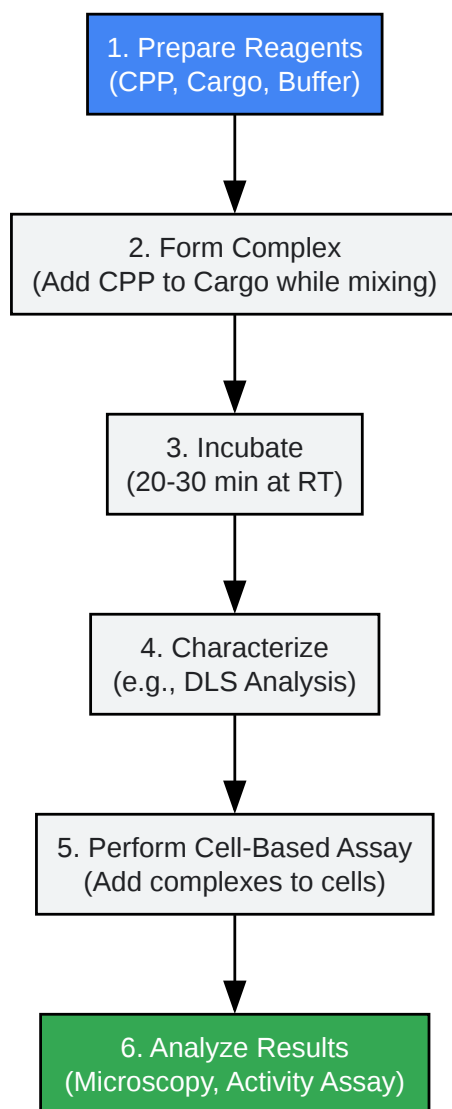 1. Prepare Reagents
(CPP, Cargo, Buffer)
2. Form Complex
(Add CPP to Cargo while mixing)
3. Incubate
(20-30 min at RT)
4. Characterize
(e.g., DLS Analysis)
5. Perform Cell-Based Assay
(Add complexes to cells)
6. Analyze Results
(Microscopy, Activity Assay)